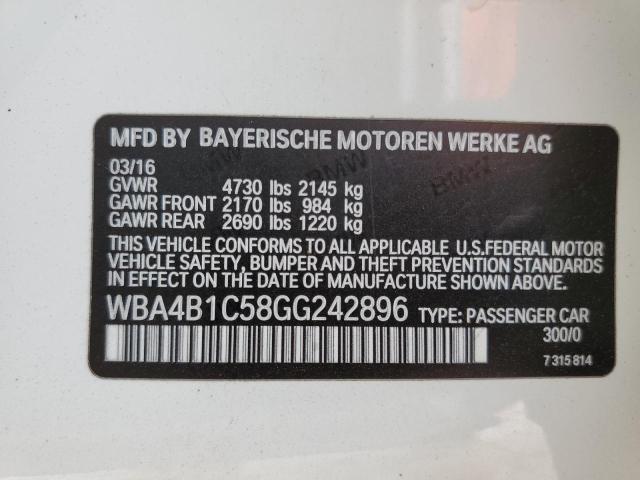 MFD BY BAYERISCHE MOTOREN WERKE AG
03/16
GVWR 4730 lbs 2145 kg
GAWR FRONT 2170 lbs 984 kg
GAWR REAR 2690 lbs 1220 kg
THIS VEHICLE CONFORMS TO ALL APPLICABLE U.S.FEDERAL MOTOR
VEHICLE SAFETY, BUMPER AND THEFT PREVENTION STANDARDS
IN EFFECT ON THE DATE OF MANUFACTURE SHOWN ABOVE.
WBA4B1C58GG242896 TYPE: PASSENGER CAR
300/0
7 315 814
BMW
BMW
BMW